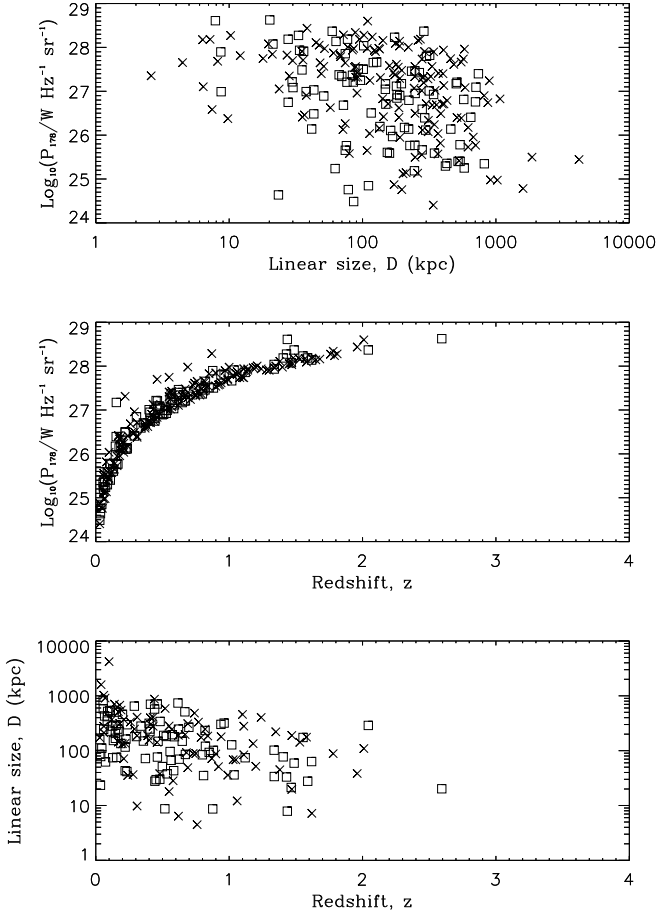 29
28
27
26
25
24
Log₁₀(P₁₇₈/W Hz⁻¹ sr⁻¹)
1 10 100 1000 10000
Linear size, D (kpc)
29
28
27
26
25
24
Log₁₀(P₁₇₈/W Hz⁻¹ sr⁻¹)
0 1 2 3 4
Redshift, z
10000
1000
100
10
1
Linear size, D (kpc)
0 1 2 3 4
Redshift, z